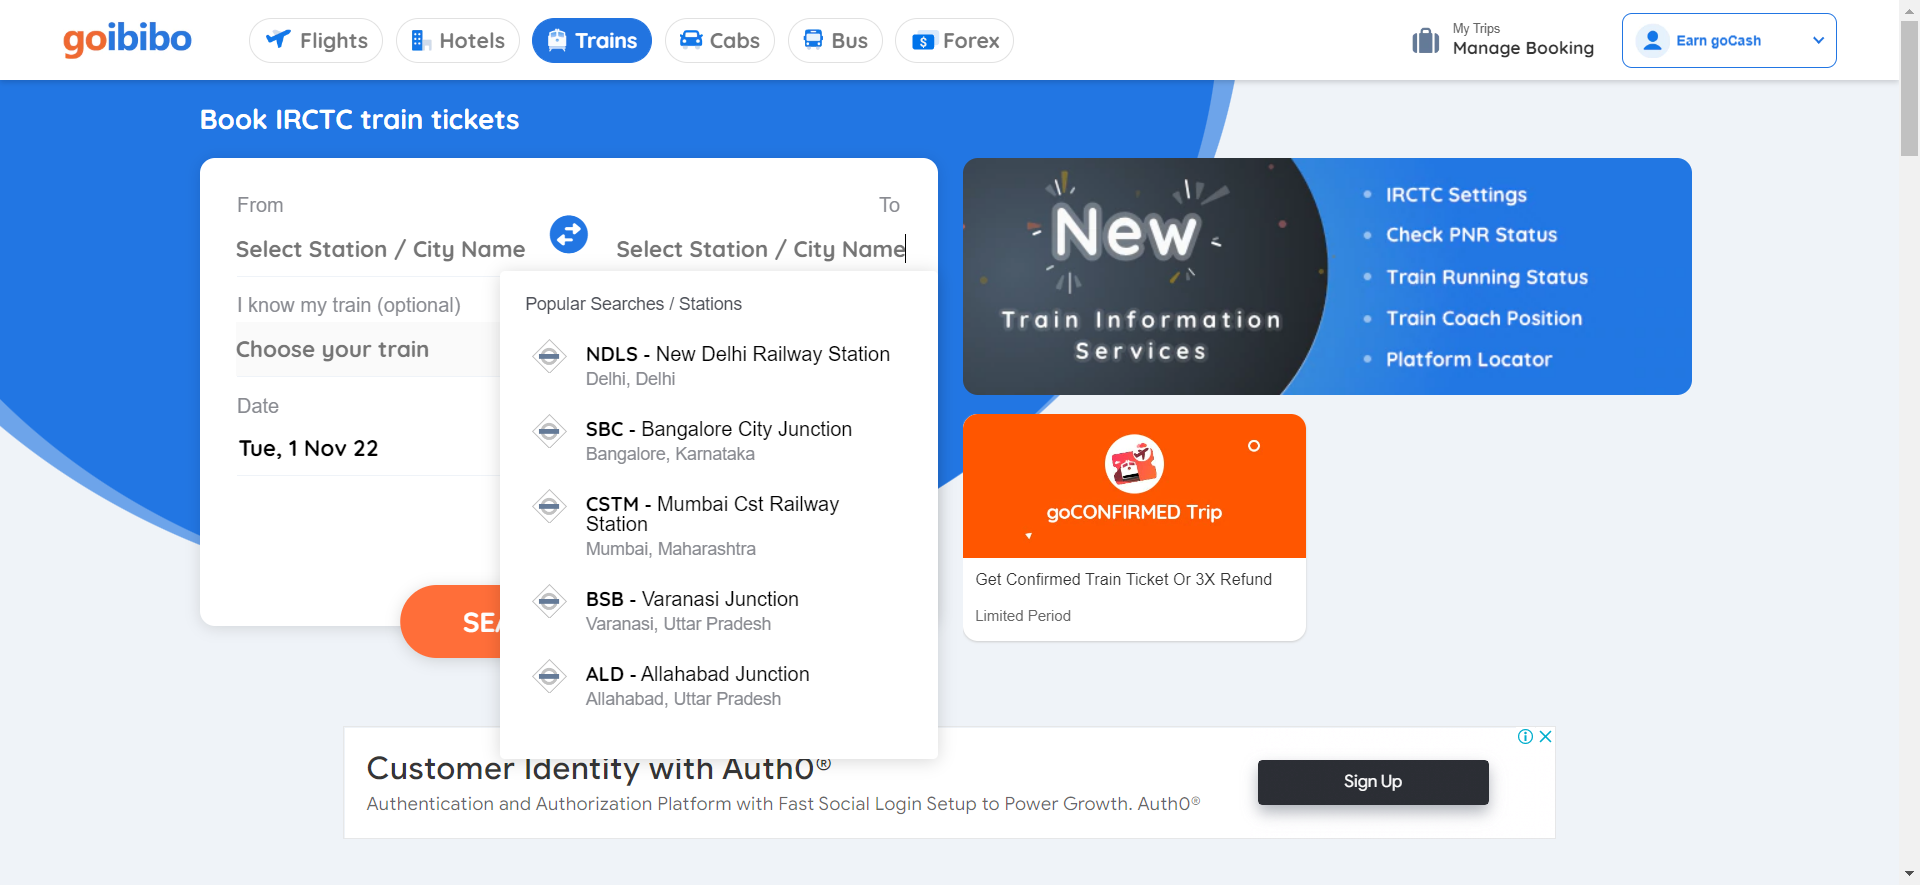 goibibo
Flights
Hotels
Trains
Cabs
Bus
$
Forex
My Trips
Manage Booking
Earn goCash
Book IRCTC train tickets
From
To
Select Station / City Name
Select Station / City Name
I know my train (optional)
Choose your train
Date
Tue, 1 Nov 22
Popular Searches / Stations
NDLS - New Delhi Railway Station
Delhi, Delhi
SBC - Bangalore City Junction
Bangalore, Karnataka
CSTM - Mumbai Cst Railway
Station
Mumbai, Maharashtra
BSB - Varanasi Junction
Varanasi, Uttar Pradesh
ALD - Allahabad Junction
Allahabad, Uttar Pradesh
New
Train Information
Services
IRCTC Settings
Check PNR Status
Train Running Status
Train Coach Position
Platform Locator
goCONFIRMED Trip
Get Confirmed Train Ticket Or 3X Refund
Limited Period
Customer Identity with Auth0®
Authentication and Authorization Platform with Fast Social Login Setup to Power Growth. Auth0®
Sign Up